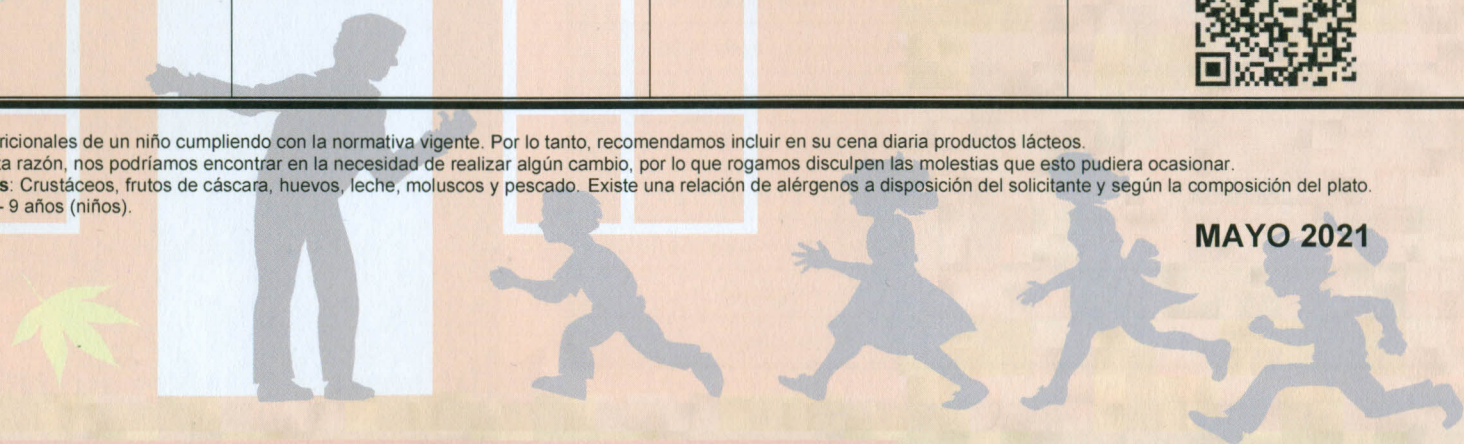 ricionales de un niño cumpliendo con la normativa vigente. Por lo tanto, recomendamos incluir en su cena diaria productos lácteos.
a razón, nos podríamos encontrar en la necesidad de realizar algún cambio, por lo que rogamos disculpen las molestias que esto pudiera ocasionar.
s: Crustáceos, frutos de cáscara, huevos, leche, moluscos y pescado. Existe una relación de alérgenos a disposición del solicitante y según la composición del plato.
- 9 años (niños).
MAYO 2021